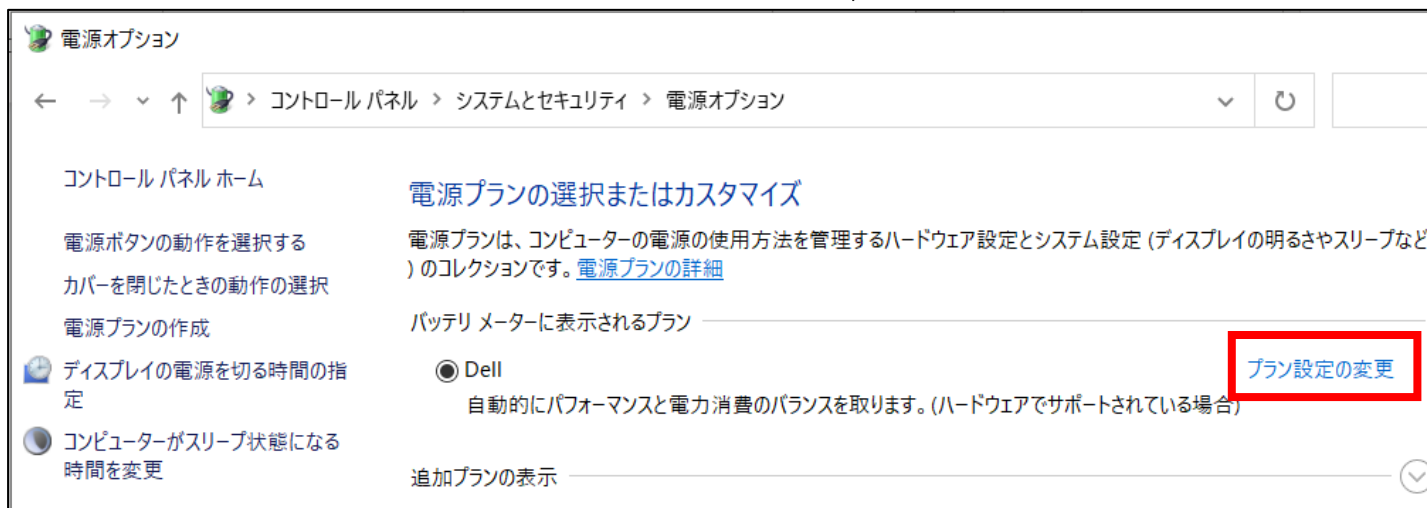 電源オプション
コントロール パネル > システムとセキュリティ > 電源オプション
コントロール パネル ホーム
電源ボタンの動作を選択する
カバーを閉じたときの動作の選択
電源プランの作成
ディスプレイの電源を切る時間の指
定
コンピューターがスリープ状態になる
時間を変更
電源プランの選択またはカスタマイズ
電源プランは、コンピューターの電源の使用方法を管理するハードウェア設定とシステム設定 (ディスプレイの明るさやスリープなど
) のコレクションです。電源プランの詳細
バッテリ メーターに表示されるプラン
Dell
プラン設定の変更
自動的にパフォーマンスと電力消費のバランスを取ります。(ハードウェアでサポートされている場合)
追加プランの表示